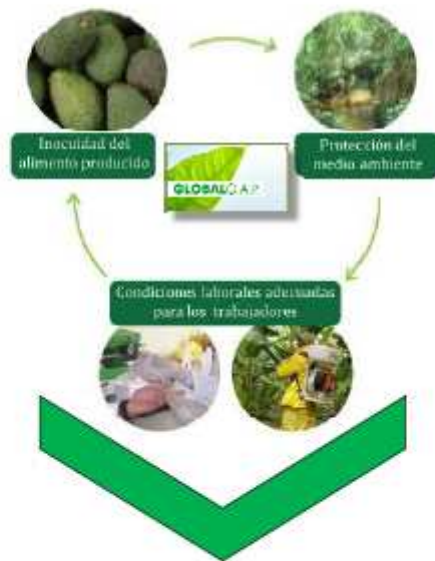 Inocuidad del
alimento producido
Protección del
medio ambiente
GLOBALG.A.P.
Condiciones laborales adecuadas
para los trabajadores